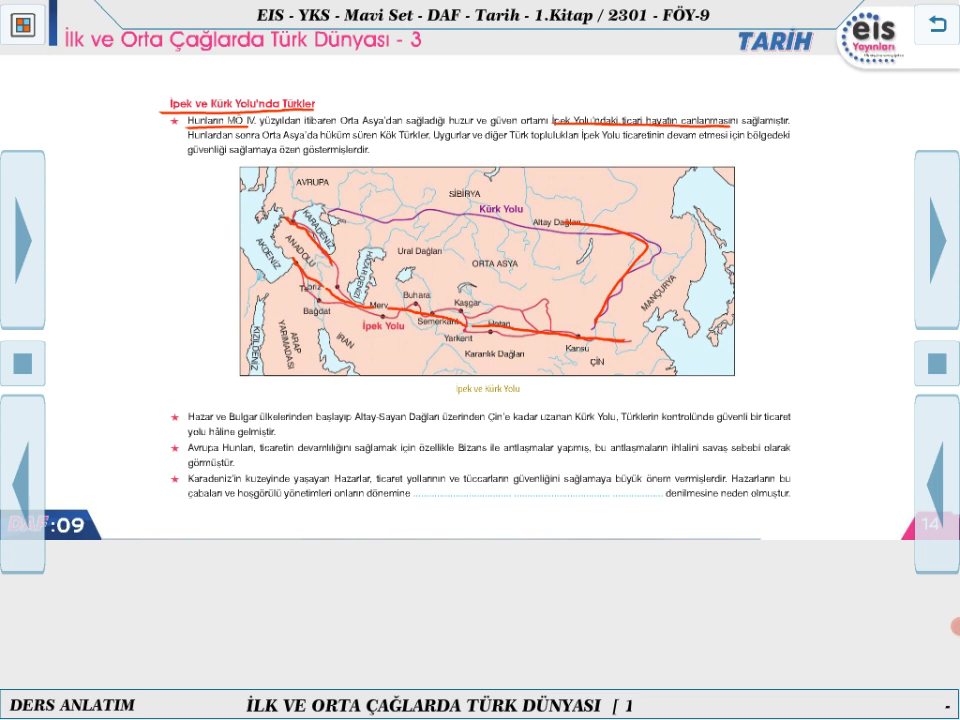 EIS - YKS - Mavi Set - DAF - Tarih - 1.Kitap / 2301 - FÖY-9
İlk ve Orta Çağlarda Türk Dünyası - 3
TARİH
eis
Yayınları
İpek ve Kürk Yolu'nda Türkler
Hunların MÖ IV. yüzyıldan itibaren Orta Asya'dan sağladığı huzur ve güven ortamı İpek Yolu'ndaki ticari hayatın canlanmasını sağlamıştır.
Hunlardan sonra Orta Asya'da hüküm süren Kök Türkler, Uygurlar ve diğer Türk toplulukları İpek Yolu ticaretinin devam etmesi için bölgedeki
güvenliği sağlamaya özen göstermişlerdir.
AVRUPA
SİBİRYA
Kürk Yolu
KARADENİZ
Altay Dağları
AKDENİZ
ANADOLU
HAZAR DENİZİ
Ural Dağları
ORTA ASYA
MANÇURYA
Tebriz
Bağdat
Merv
Buhara
Kaşgar
İpek Yolu
Semerkant
Hotan
Yarkent
Kansu
KIZILDENİZ
ARAP YARIMADASI
İRAN
Karanlık Dağları
ÇİN
İpek ve Kürk Yolu
Hazar ve Bulgar ülkelerinden başlayıp Altay-Sayan Dağları üzerinden Çin'e kadar uzanan Kürk Yolu, Türklerin kontrolünde güvenli bir ticaret
yolu hâline gelmiştir.
Avrupa Hunları, ticaretin devamlılığını sağlamak için özellikle Bizans ile antlaşmalar yapmış, bu antlaşmaların ihlalini savaş sebebi olarak
görmüştür.
Karadeniz'in kuzeyinde yaşayan Hazarlar, ticaret yollarının ve tüccarların güvenliğini sağlamaya büyük önem vermişlerdir. Hazarların bu
çabaları ve hoşgörülü yönetimleri onların dönemine ........................................................................ denilmesine neden olmuştur.
DAF:09
14
DERS ANLATIM
İLK VE ORTA ÇAĞLARDA TÜRK DÜNYASI [ 1
-